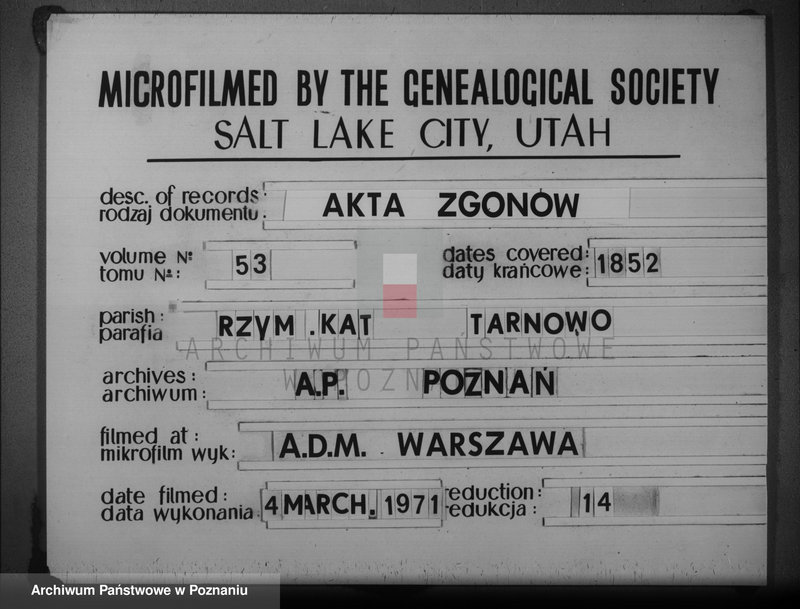 MICROFILMED BY THE GENEALOGICAL SOCIETY
SALT LAKE CITY, UTAH
desc. of records: AKTA ZGONÓW
rodzaj dokumentu:
volume №
tomu №: 53
dates covered: 1852
daty krańcowe:
parish:
parafia RZYM.KAT TARNOWO
ARCHIWUM PAŃSTWOWE
W POZN
archives: A.P. POZNAŃ
archiwum:
filmed at: A.D.M. WARSZAWA
mikrofilm wyk:
date filmed: 4 MARCH. 1971
data wykonania
reduction: 14
redukcja:
Archiwum Państwowe w Poznaniu